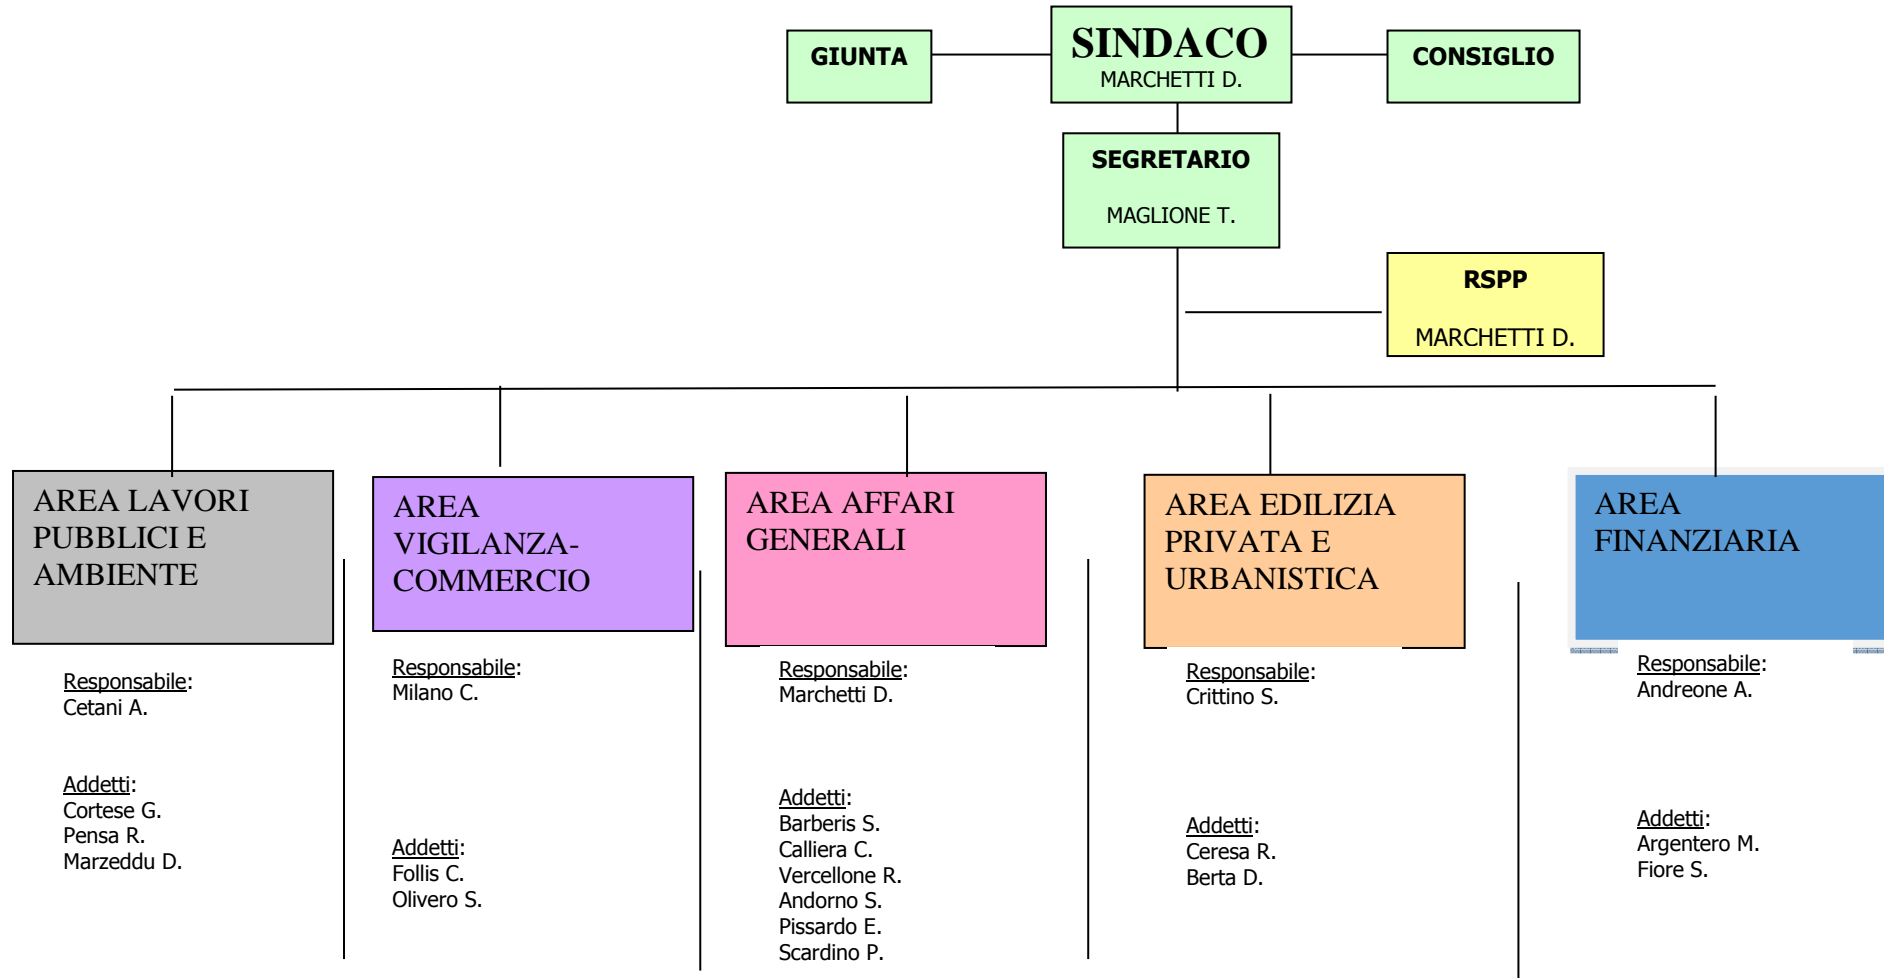 GIUNTA
SINDACO
MARCHETTI D.
CONSIGLIO
SEGRETARIO
MAGLIONE T.
RSPP
MARCHETTI D.
AREA LAVORI
PUBBLICI E
AMBIENTE
Responsabile:
Cetani A.
Addetti:
Cortese G.
Pensa R.
Marzeddu D.
AREA
VIGILANZA-
COMMERCIO
Responsabile:
Milano C.
Addetti:
Follis C.
Olivero S.
AREA AFFARI
GENERALI
Responsabile:
Marchetti D.
Addetti:
Barberis S.
Calliera C.
Vercellone R.
Andorno S.
Pissardo E.
Scardino P.
AREA EDILIZIA
PRIVATA E
URBANISTICA
Responsabile:
Crittino S.
Addetti:
Ceresa R.
Berta D.
AREA
FINANZIARIA
Responsabile:
Andreone A.
Addetti:
Argentero M.
Fiore S.